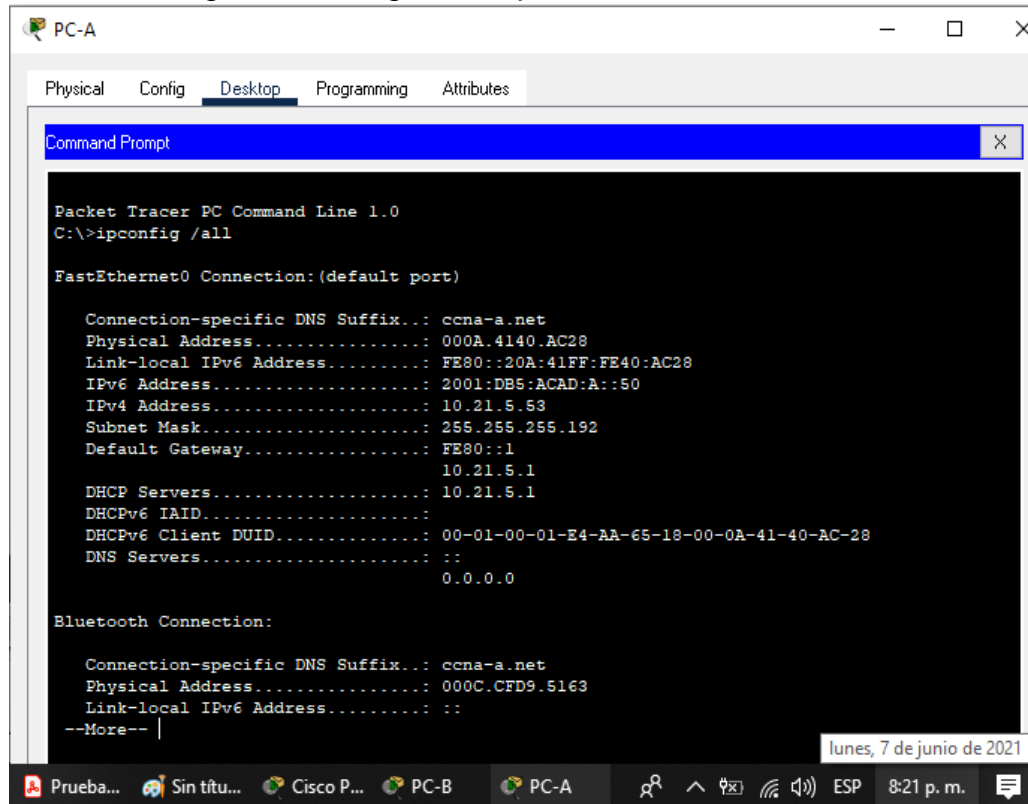 PC-A
Physical Config Desktop Programming Attributes
Command Prompt
X
Packet Tracer PC Command Line 1.0
C:\>ipconfig /all
FastEthernet0 Connection:(default port)
Connection-specific DNS Suffix..: ccna-a.net
Physical Address................: 000A.4140.AC28
Link-local IPv6 Address.........: FE80::20A:41FF:FE40:AC28
IPv6 Address....................: 2001:DB5:ACAD:A::50
IPv4 Address....................: 10.21.5.53
Subnet Mask.....................: 255.255.255.192
Default Gateway.................: FE80::1
10.21.5.1
DHCP Servers....................: 10.21.5.1
DHCPv6 IAID.....................:
DHCPv6 Client DUID..............: 00-01-00-01-E4-AA-65-18-00-0A-41-40-AC-28
DNS Servers.....................: ::
0.0.0.0
Bluetooth Connection:
Connection-specific DNS Suffix..: ccna-a.net
Physical Address................: 000C.CFD9.5163
Link-local IPv6 Address.........: ::
--More--
lunes, 7 de junio de 2021
Prueba... Sin títu... Cisco P... PC-B PC-A ESP 8:21 p. m.